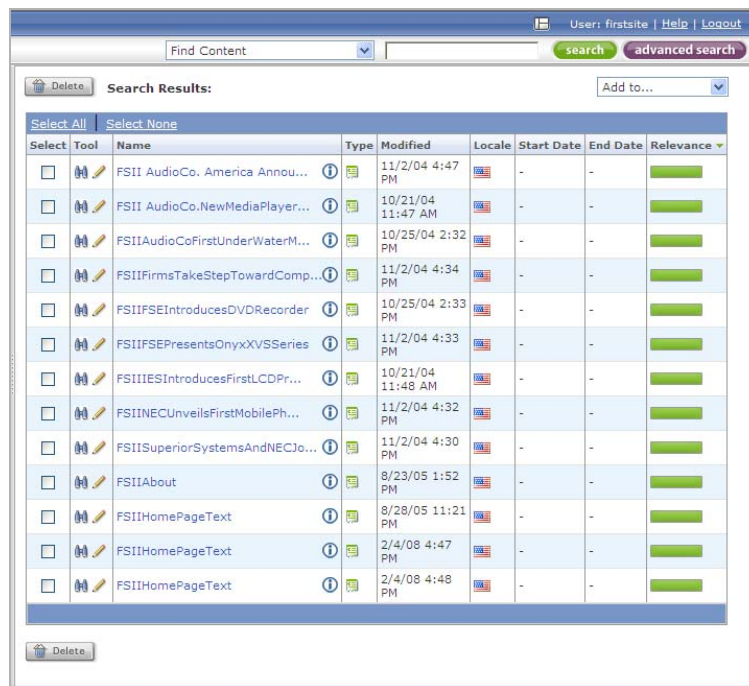 User: firstsite | Help | Logout
Find Content search advanced search
Delete Search Results: Add to...
Select All | Select None
Select Tool Name Type Modified Locale Start Date End Date Relevance
FSII AudioCo. America Annou... 11/2/04 4:47 PM - -
FSII AudioCo.NewMediaPlayer... 10/21/04 11:47 AM - -
FSIIAudioCoFirstUnderWaterM... 10/25/04 2:32 PM - -
FSIIFirmsTakeStepTowardComp... 11/2/04 4:34 PM - -
FSIIFSEIntroducesDVDRecorder 10/25/04 2:33 PM - -
FSIIFSEPresentsOnyxXVSSeries 11/2/04 4:33 PM - -
FSIIIESIntroducesFirstLCDPr... 10/21/04 11:48 AM - -
FSIINECUnveilsFirstMobilePh... 11/2/04 4:32 PM - -
FSIISuperiorSystemsAndNECJo... 11/2/04 4:30 PM - -
FSIIAbout 8/23/05 1:52 PM - -
FSIIHomePageText 8/28/05 11:21 PM - -
FSIIHomePageText 2/4/08 4:47 PM - -
FSIIHomePageText 2/4/08 4:48 PM - -
Delete